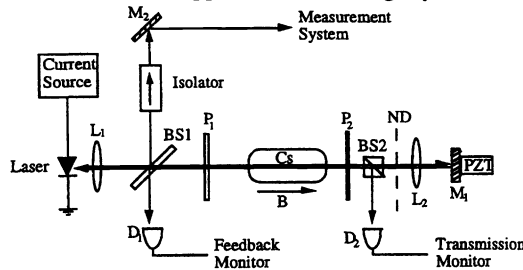 M2
Measurement
System
Current
Source
Isolator
L1
BS1
P1
P2
BS2
ND
Cs
Laser
PZT
B
L2
M1
D1
Feedback
Monitor
D2
Transmission
Monitor